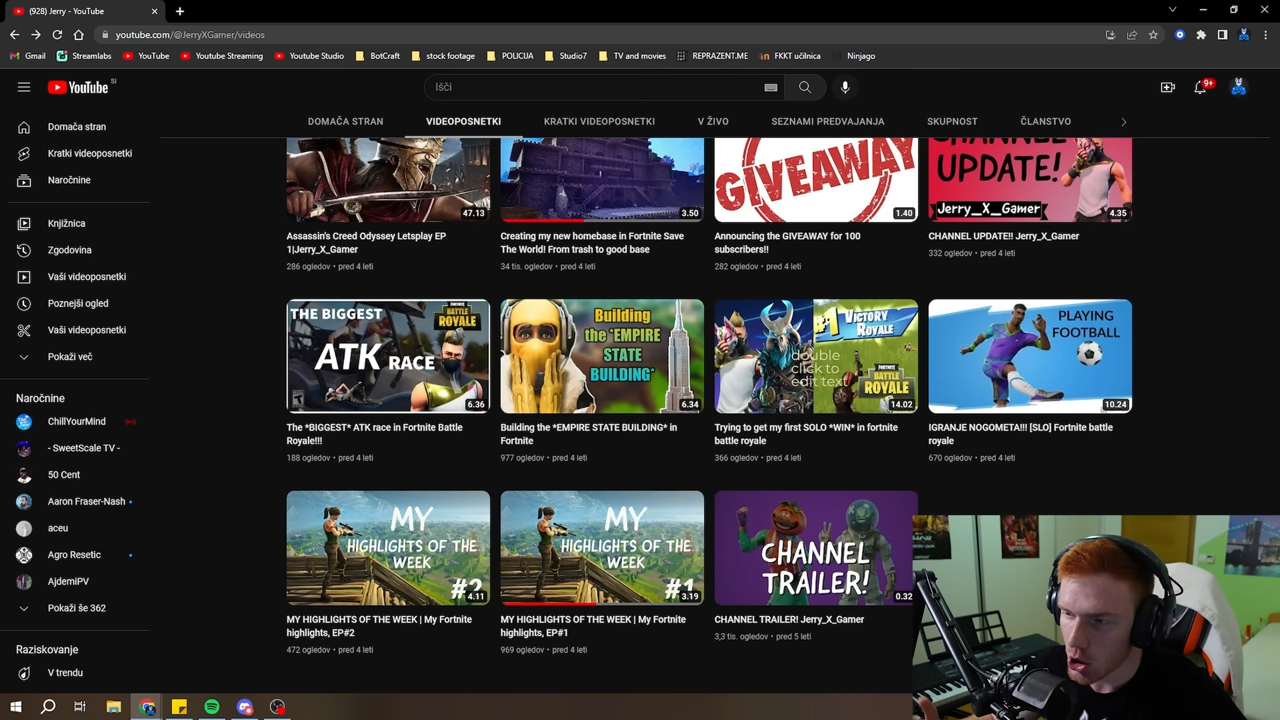 (928) Jerry - YouTube
youtube.com/@JerryXGamer/videos
Gmail
Streamlabs
YouTube
Youtube Streaming
Youtube Studio
BotCraft
stock footage
POLICIJA
Studio7
TV and movies
REPRAZENT.ME
FKKT učilnica
Ninjago
YouTube SI
Išči
9+
DOMAČA STRAN
VIDEOPOSNETKI
KRATKI VIDEOPOSNETKI
V ŽIVO
SEZNAMI PREDVAJANJA
SKUPNOST
ČLANSTVO
Domača stran
Kratki videoposnetki
Naročnine
Knjižnica
Zgodovina
Vaši videoposnetki
Poznejši ogled
Vaši videoposnetki
Pokaži več
Naročnine
ChillYourMind
- SweetScale TV -
50 Cent
Aaron Fraser-Nash
aceu
Agro Resetic
AjdemiPV
Pokaži še 362
Raziskovanje
V trendu
47.13
Assassin's Creed Odyssey Letsplay EP
1|Jerry_X_Gamer
286 ogledov • pred 4 leti
3.50
Creating my new homebase in Fortnite Save
The World! From trash to good base
34 tis. ogledov • pred 4 leti
GIVEAWAY
1.40
Announcing the GIVEAWAY for 100
subscribers!!
282 ogledov • pred 4 leti
CHANNEL
UPDATE!
Jerry_X_Gamer
4.35
CHANNEL UPDATE!! Jerry_X_Gamer
332 ogledov • pred 4 leti
THE BIGGEST
ATK RACE
FORTNITE
BATTLE
ROYALE
6.36
The *BIGGEST* ATK race in Fortnite Battle
Royale!!!
188 ogledov • pred 4 leti
Building
the *EMPIRE
STATE
BUILDING*
6.34
Building the *EMPIRE STATE BUILDING* in
Fortnite
977 ogledov • pred 4 leti
#1 VICTORY
ROYALE
double
click to
edit text
FORTNITE
BATTLE
ROYALE
14.02
Trying to get my first SOLO *WIN* in fortnite
battle royale
366 ogledov • pred 4 leti
PLAYING
FOOTBALL
10.24
IGRANJE NOGOMETA!!! [SLO] Fortnite battle
royale
670 ogledov • pred 4 leti
MY
HIGHLIGHTS OF THE
WEEK
#2
4.11
MY HIGHLIGHTS OF THE WEEK | My Fortnite
highlights, EP#2
472 ogledov • pred 4 leti
MY
HIGHLIGHTS OF THE
WEEK
#1
3.19
MY HIGHLIGHTS OF THE WEEK | My Fortnite
highlights, EP#1
969 ogledov • pred 4 leti
CHANNEL
TRAILER!
0.32
CHANNEL TRAILER! Jerry_X_Gamer
3,3 tis. ogledov • pred 5 leti